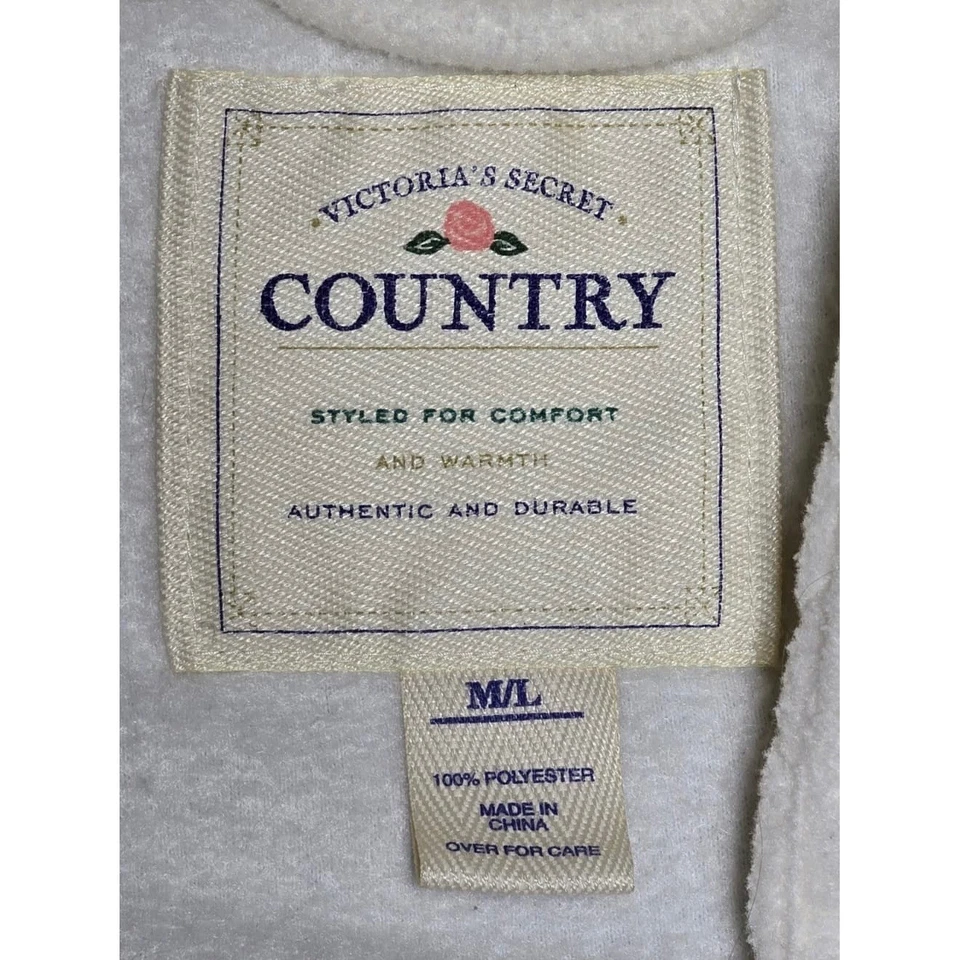 VICTORIA'S SECRET
COUNTRY
STYLED FOR COMFORT
AND WARMTH
AUTHENTIC AND DURABLE
M/L
100% POLYESTER
MADE IN
CHINA
OVER FOR CARE